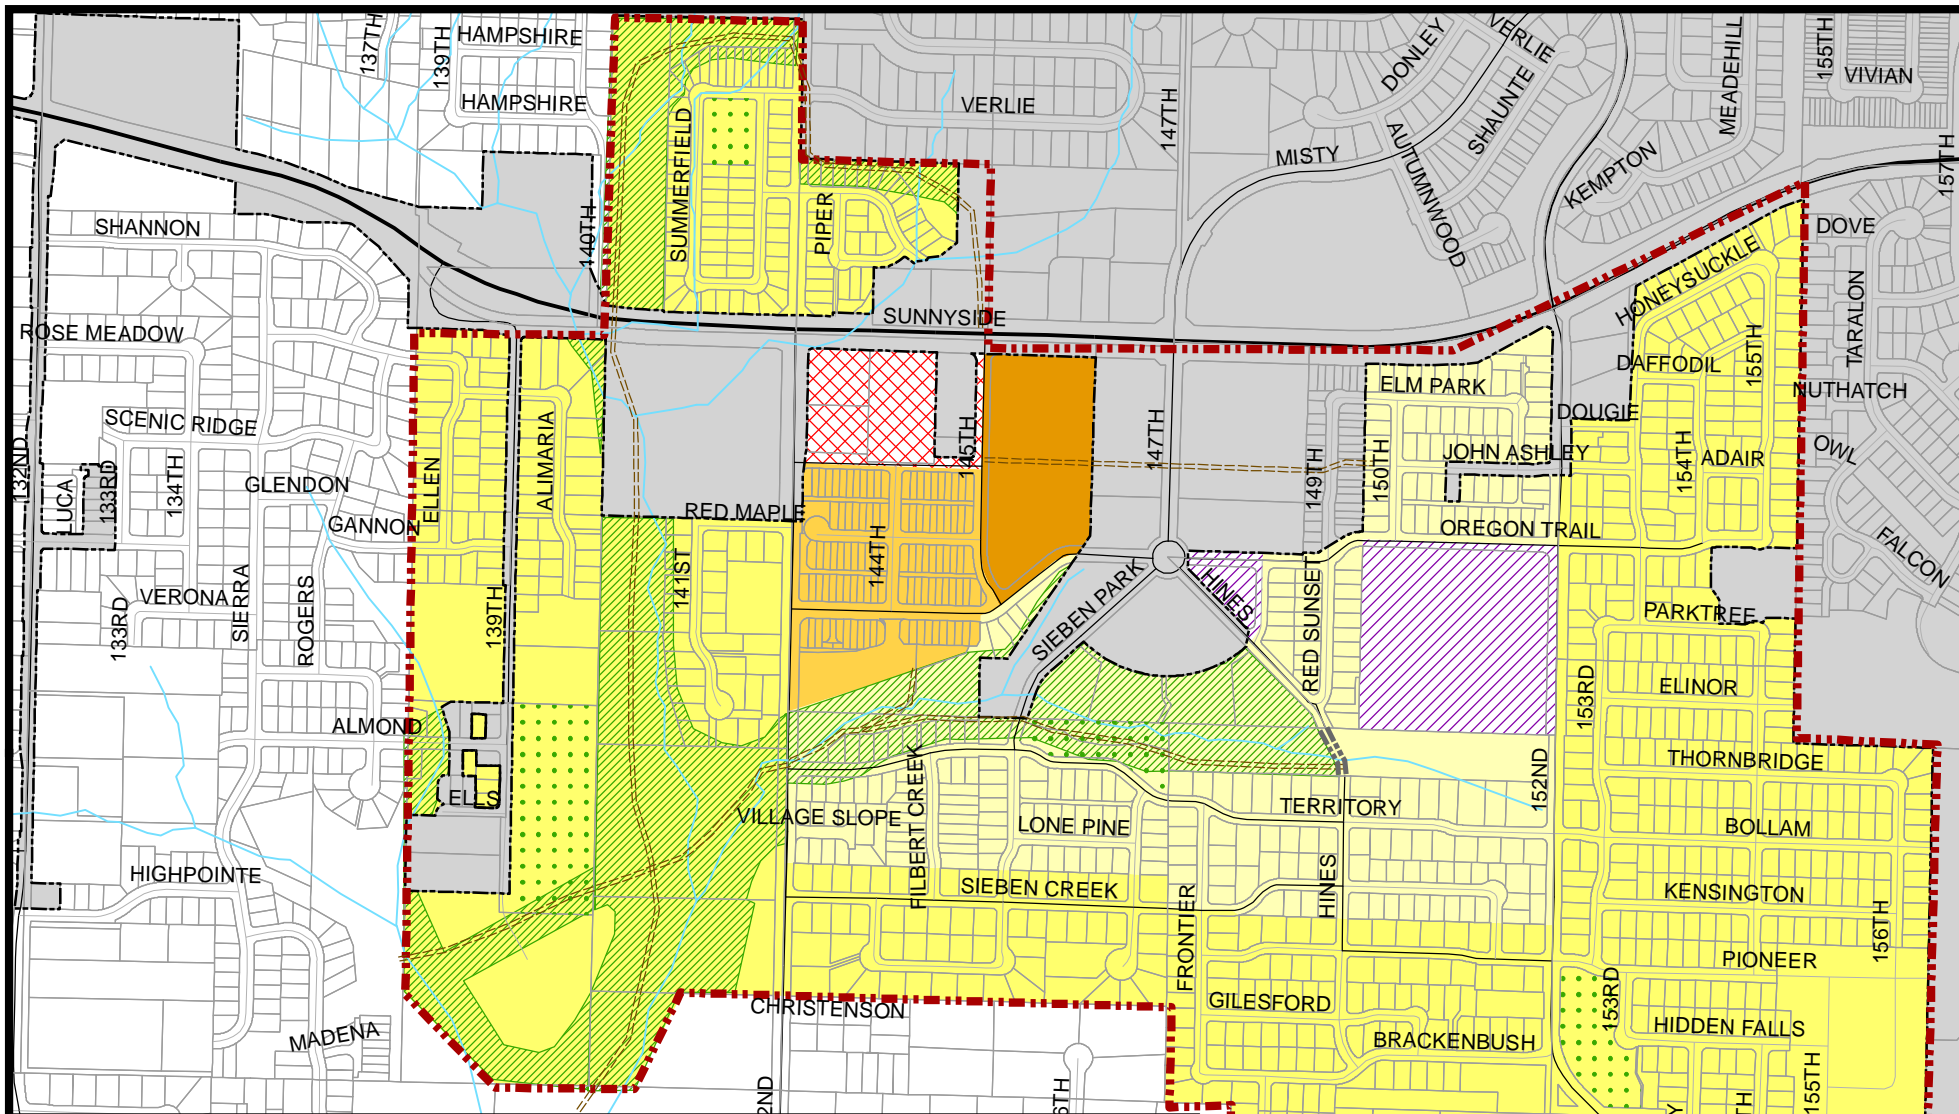 137TH
139TH
HAMPSHIRE
HAMPSHIRE
VERLIE
147TH
DONLEY
VERLIE
SHAUNTE
MEADEHILL
155TH
VIVIAN
MISTY
AUTUMNWOOD
KEMPTON
157TH
SHANNON
140TH
SUMMERFIELD
PIPER
DOVE
HONEYSUCKLE
TARALON
ROSE MEADOW
SUNNYSIDE
DAFFODIL
155TH
NUTHATCH
ELM PARK
DOUGIE
SCENIC RIDGE
ALIMARIA
145TH
147TH
149TH
150TH
JOHN ASHLEY
154TH
ADAIR
OWL
132ND
LUCA
133RD
134TH
GLENDON
ELLEN
GANNON
RED MAPLE
144TH
OREGON TRAIL
FALCON
133RD
VERONA
SIERRA
ROGERS
139TH
141ST
SIEBEN PARK
HINES
RED SUNSET
PARKTREE
153RD
ELINOR
ALMOND
ELLS
152ND
THORNBRIDGE
VILLAGE SLOPE
FILBERT CREEK
LONE PINE
TERRITORY
BOLLAM
HIGHPOINTE
SIEBEN CREEK
FRONTIER
HINES
KENSINGTON
156TH
PIONEER
CHRISTENSON
GILESFORD
153RD
HIDDEN FALLS
MADENA
BRACKENBUSH
2ND
6TH
155TH
TH
Y